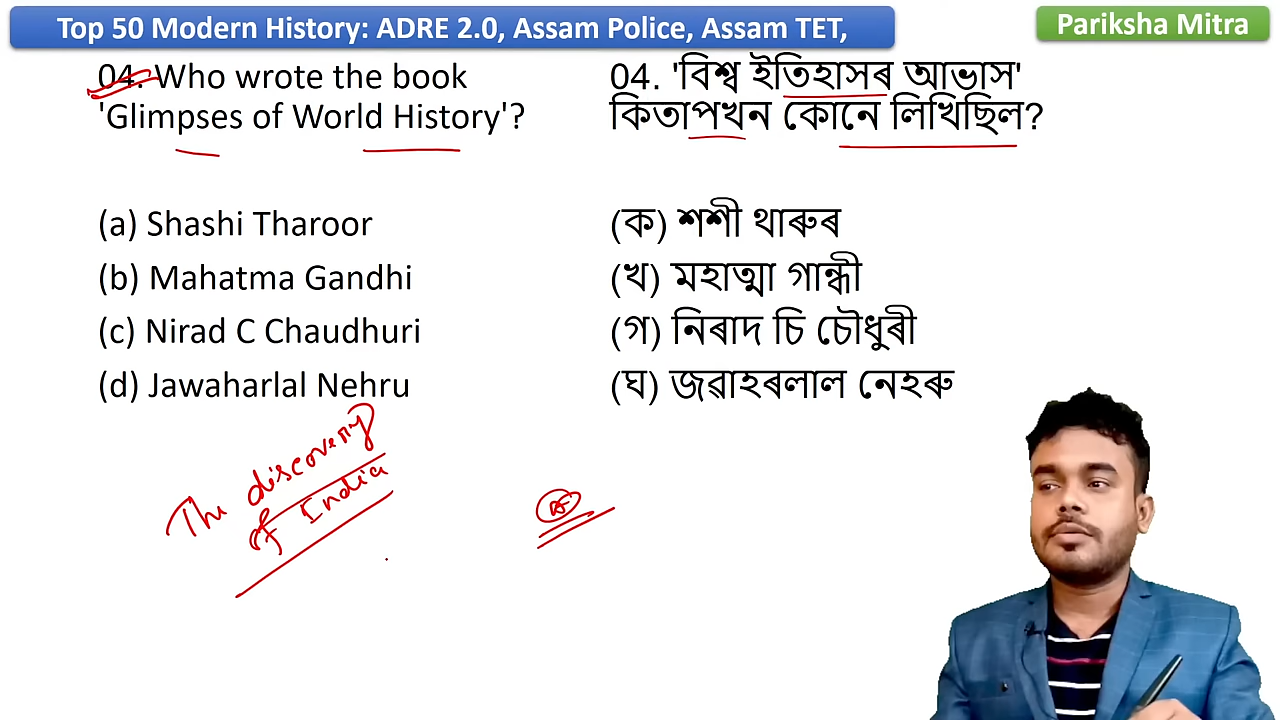 Top 50 Modern History: ADRE 2.0, Assam Police, Assam TET,
Pariksha Mitra
04. Who wrote the book
'Glimpses of World History'?
(a) Shashi Tharoor
(b) Mahatma Gandhi
(c) Nirad C Chaudhuri
(d) Jawaharlal Nehru
04. 'বিশ্ব ইতিহাসৰ আভাস'
কিতাপখন কোনে লিখিছিল?
(ক) শশী থাৰুৰ
(খ) মহাত্মা গান্ধী
(গ) নিৰাদ চি চৌধুৰী
(ঘ) জৱাহৰলাল নেহৰু
The discovery
of India